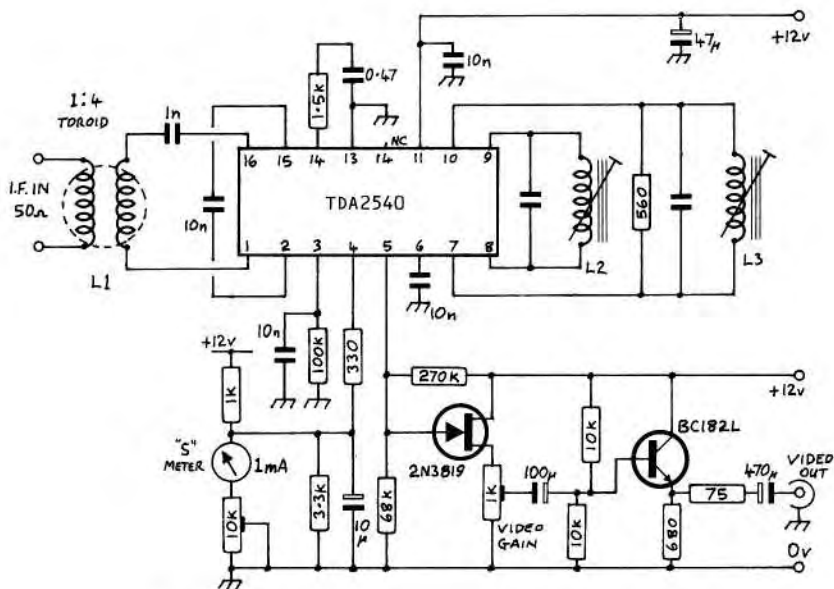 +12v
47µ
10n
0·47
1·5k
1:4
TOROID
1n
NC
16
15
14
13
14
11
10
9
I.F. IN
50Ω
10n
TDA2540
560
L2
L3
1
2
3
4
5
6
7
8
L1
10n
+12v
10n
100k
330
1k
270k
+12v
"S"
METER
1mA
2N3819
10k
BC182L
VIDEO
OUT
100µ
470µ
75
10k
3·3k
10
µ
68k
1k
VIDEO
GAIN
10k
680
0v